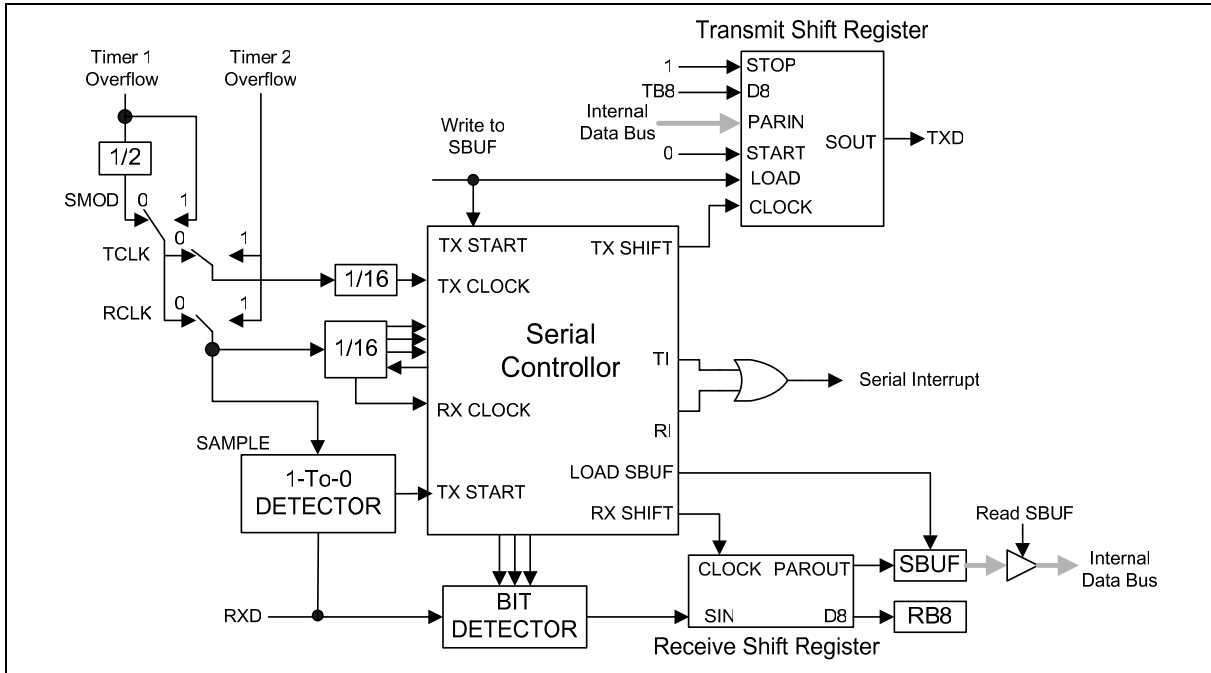 Transmit Shift Register
Timer 1
Overflow
Timer 2
Overflow
1
STOP
TB8
D8
Internal
Data Bus
PARIN
SOUT
TXD
0
START
LOAD
CLOCK
Write to
SBUF
1/2
SMOD
0
1
TCLK
0
1
RCLK
0
1
1/16
1/16
TX START
TX SHIFT
TX CLOCK
Serial
Controllor
TI
Serial Interrupt
RX CLOCK
RI
SAMPLE
1-To-0
DETECTOR
LOAD SBUF
TX START
RX SHIFT
Read SBUF
CLOCK
PAROUT
SBUF
Internal
Data Bus
RXD
BIT
DETECTOR
SIN
D8
RB8
Receive Shift Register